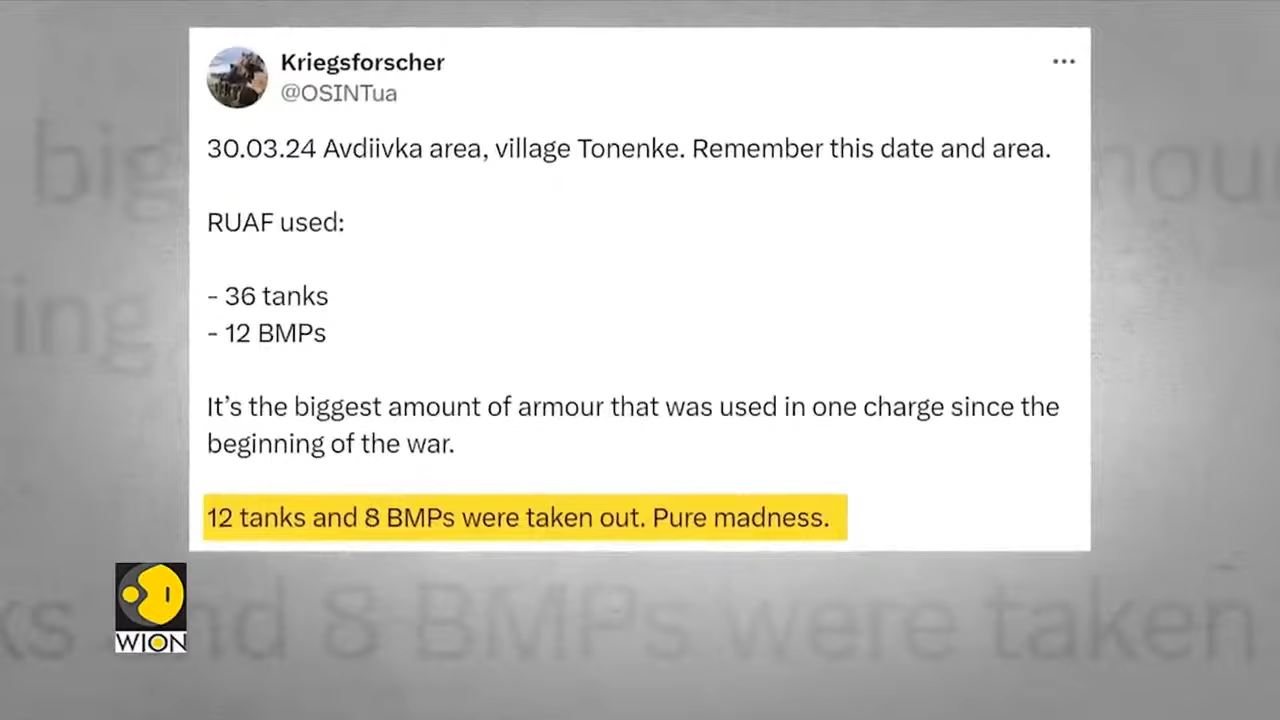 Kriegsforscher
@OSINTua
30.03.24 Avdiivka area, village Tonenke. Remember this date and area.
RUAF used:
- 36 tanks
- 12 BMPs
It's the biggest amount of armour that was used in one charge since the
beginning of the war.
12 tanks and 8 BMPs were taken out. Pure madness.
WION